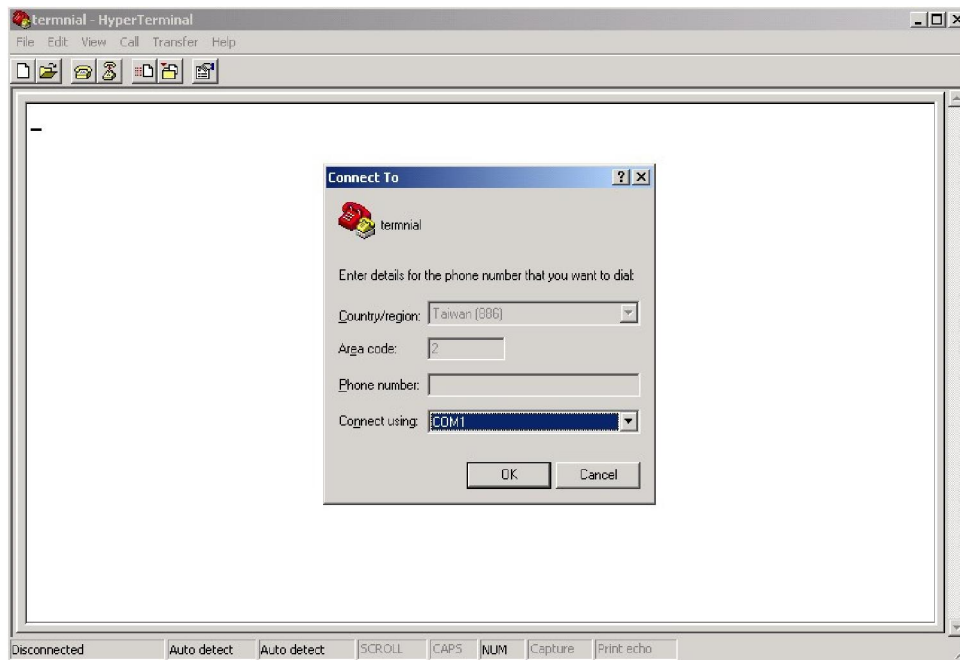 termnial - HyperTerminal
File Edit View Call Transfer Help
Connect To
termnial
Enter details for the phone number that you want to dial:
Country/region: Taiwan (886)
Area code: 2
Phone number:
Connect using: COM1
OK Cancel
Disconnected Auto detect Auto detect SCROLL CAPS NUM Capture Print echo